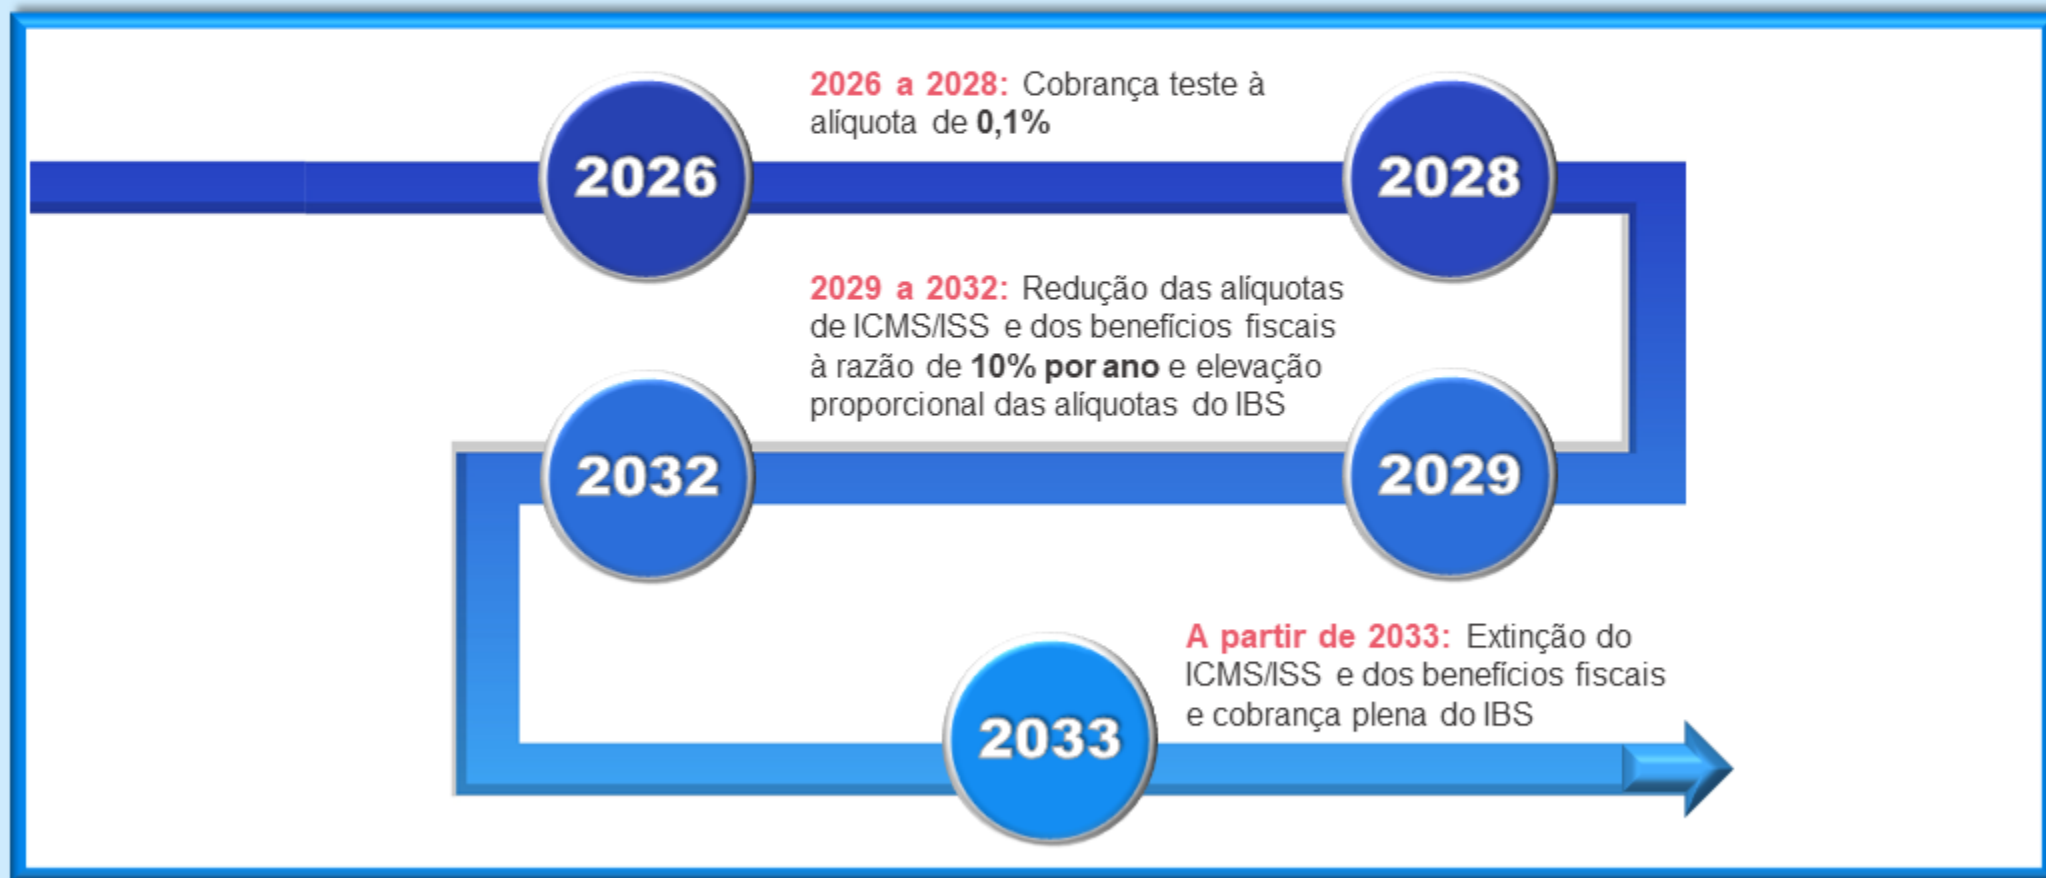 2026 a 2028: Cobrança teste à
alíquota de 0,1%
2026
2028
2029 a 2032: Redução das alíquotas
de ICMS/ISS e dos benefícios fiscais
à razão de 10% por ano e elevação
proporcional das alíquotas do IBS
2032
2029
A partir de 2033: Extinção do
ICMS/ISS e dos benefícios fiscais
e cobrança plena do IBS
2033